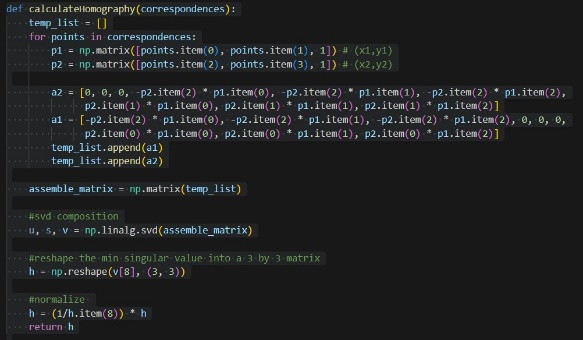 def calculateHomography(correspondences):
temp_list = []
for points in correspondences:
p1 = np.matrix([points.item(0), points.item(1), 1]) # (x1,y1)
p2 = np.matrix([points.item(2), points.item(3), 1]) # (x2,y2)
a2 = [0, 0, 0, -p2.item(2) * p1.item(0), -p2.item(2) * p1.item(1), -p2.item(2) * p1.item(2),
p2.item(1) * p1.item(0), p2.item(1) * p1.item(1), p2.item(1) * p1.item(2)]
a1 = [-p2.item(2) * p1.item(0), -p2.item(2) * p1.item(1), -p2.item(2) * p1.item(2), 0, 0, 0,
p2.item(0) * p1.item(0), p2.item(0) * p1.item(1), p2.item(0) * p1.item(2)]
temp_list.append(a1)
temp_list.append(a2)
assemble_matrix = np.matrix(temp_list)
#svd composition
u, s, v = np.linalg.svd(assemble_matrix)
#reshape the min singular value into a 3 by 3 matrix
h = np.reshape(v[8], (3, 3))
#normalize
h = (1/h.item(8)) * h
return h